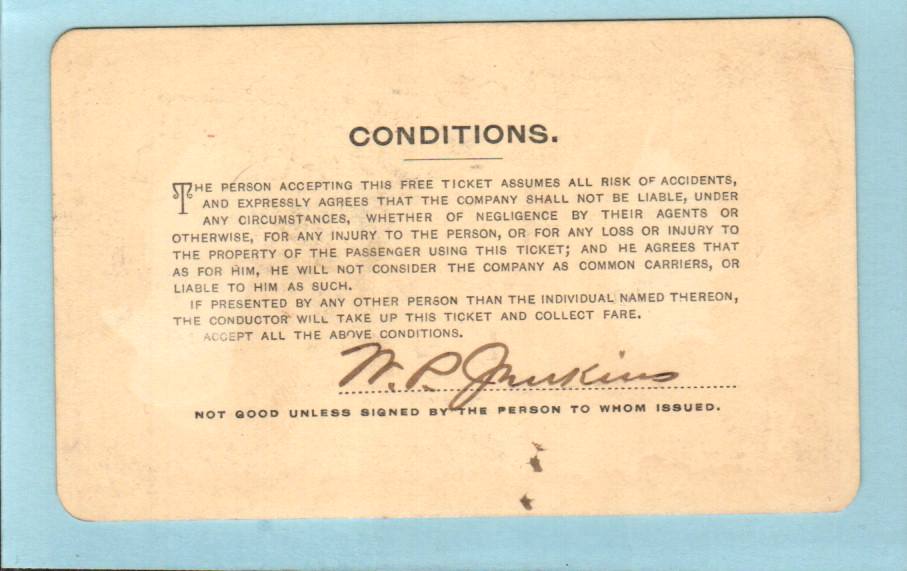 CONDITIONS.
THE PERSON ACCEPTING THIS FREE TICKET ASSUMES ALL RISK OF ACCIDENTS,
AND EXPRESSLY AGREES THAT THE COMPANY SHALL NOT BE LIABLE, UNDER
ANY CIRCUMSTANCES, WHETHER OF NEGLIGENCE BY THEIR AGENTS OR
OTHERWISE, FOR ANY INJURY TO THE PERSON, OR FOR ANY LOSS OR INJURY TO
THE PROPERTY OF THE PASSENGER USING THIS TICKET; AND HE AGREES THAT
AS FOR HIM, HE WILL NOT CONSIDER THE COMPANY AS COMMON CARRIERS, OR
LIABLE TO HIM AS SUCH.
IF PRESENTED BY ANY OTHER PERSON THAN THE INDIVIDUAL NAMED THEREON,
THE CONDUCTOR WILL TAKE UP THIS TICKET AND COLLECT FARE.
ACCEPT ALL THE ABOVE CONDITIONS.
W. P. Jenkins
NOT GOOD UNLESS SIGNED BY THE PERSON TO WHOM ISSUED.